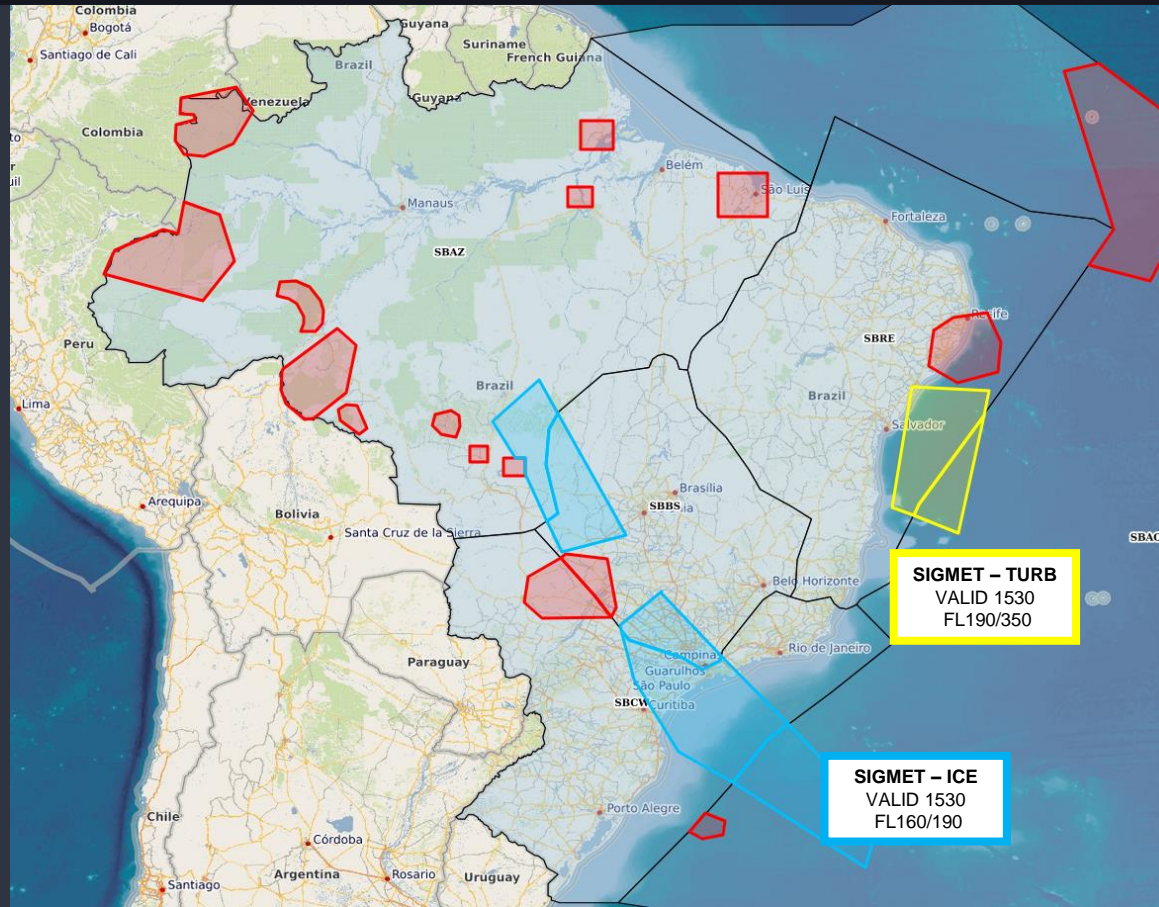 Colombia
Bogotá
Santiago de Cali
Guyana
Suriname
French Guiana
Brazil
Venezuela
Guyana
Colombia
Belém
São Luís
Manaus
Fortaleza
SBAZ
Recife
Peru
SBRE
Lima
Brazil
Brazil
Salvador
Arequipa
Brasília
SBBS
Bolivia
Santa Cruz de la Sierra
SIGMET – TURB
VALID 1530
FL190/350
Belo Horizonte
Rio de Janeiro
Campinas
Paraguay
Guarulhos
São Paulo
SBCW
Curitiba
SIGMET – ICE
VALID 1530
FL160/190
Porto Alegre
Chile
Córdoba
Argentina
Rosario
Uruguay
Santiago